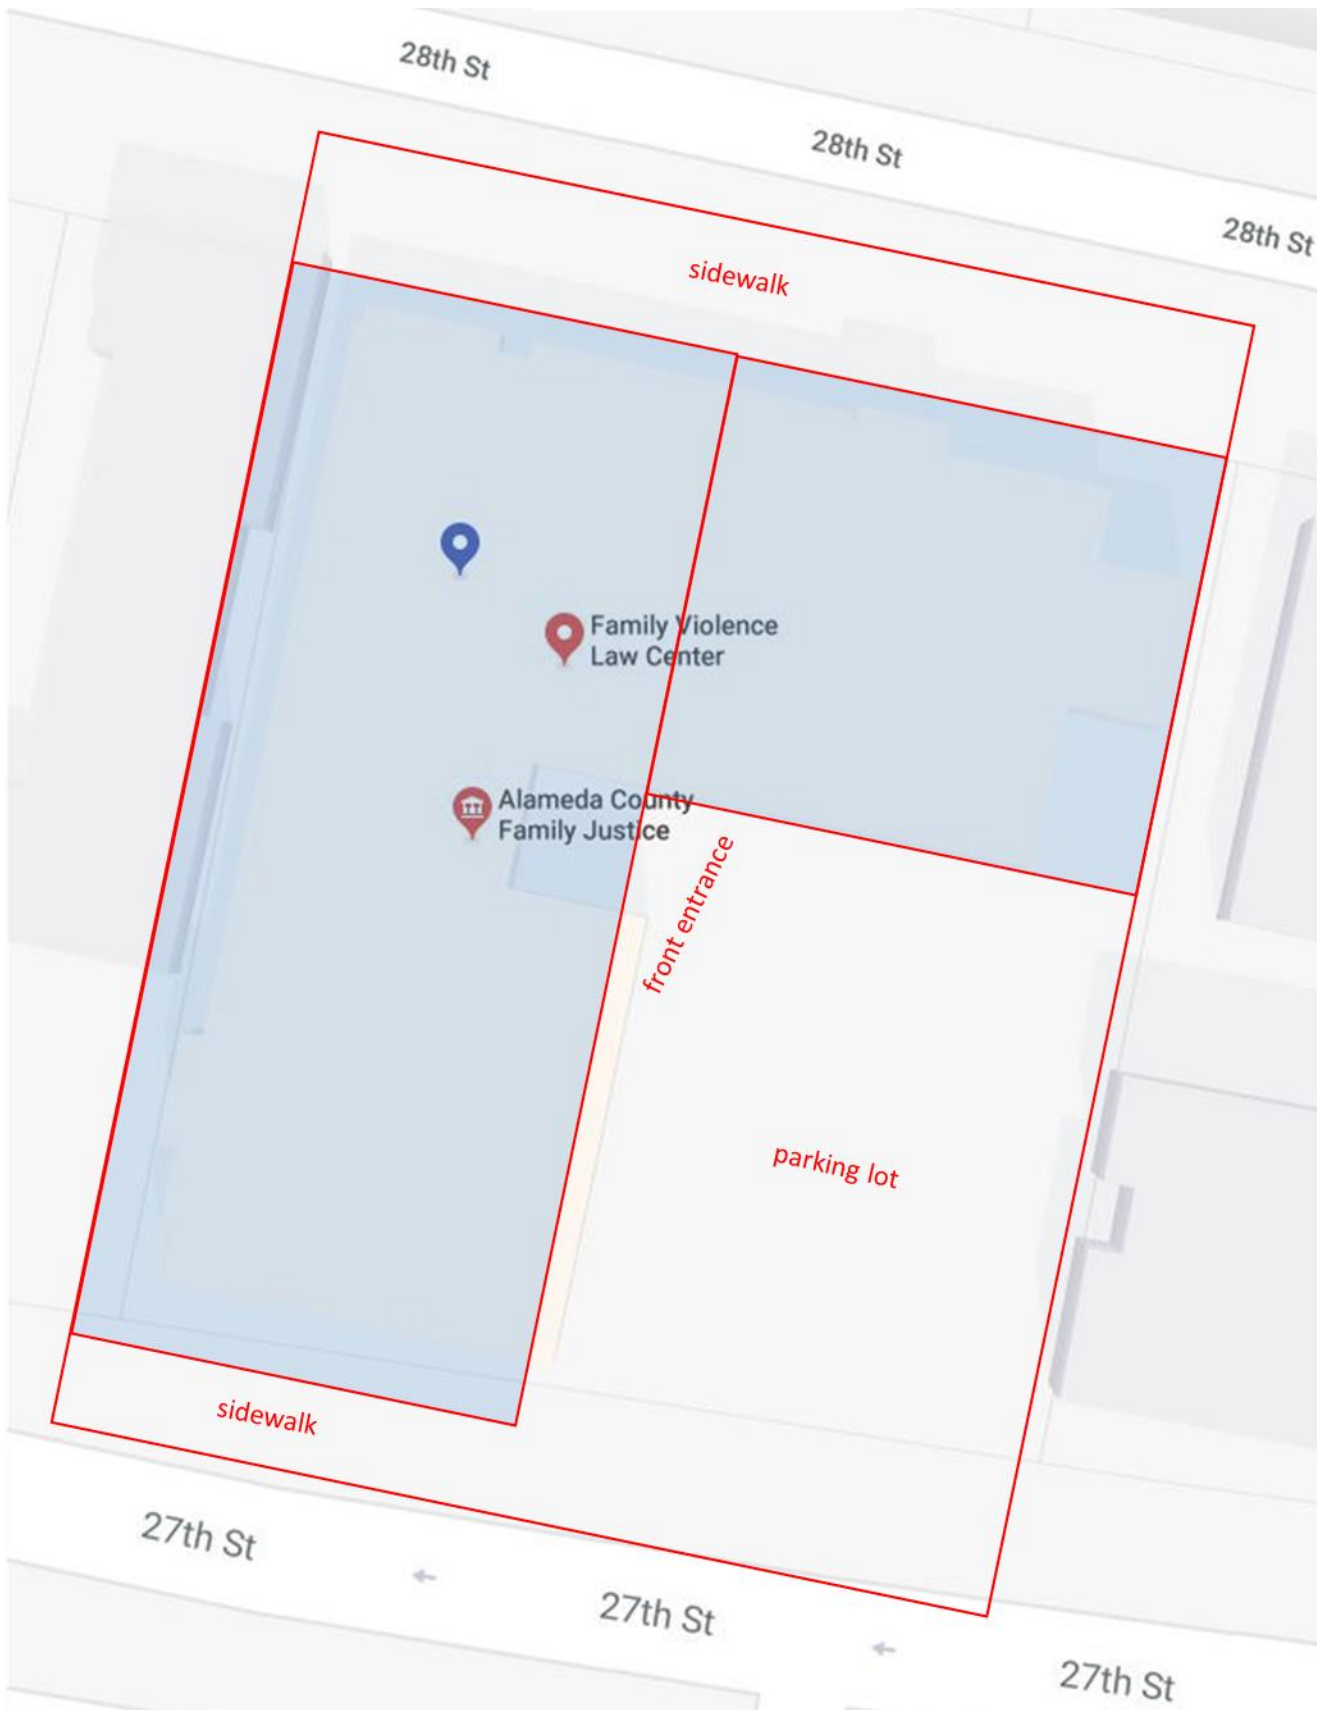 28th St
28th St
28th St
sidewalk
Family Violence
Law Center
Alameda County
Family Justice
front entrance
parking lot
sidewalk
27th St
27th St
27th St